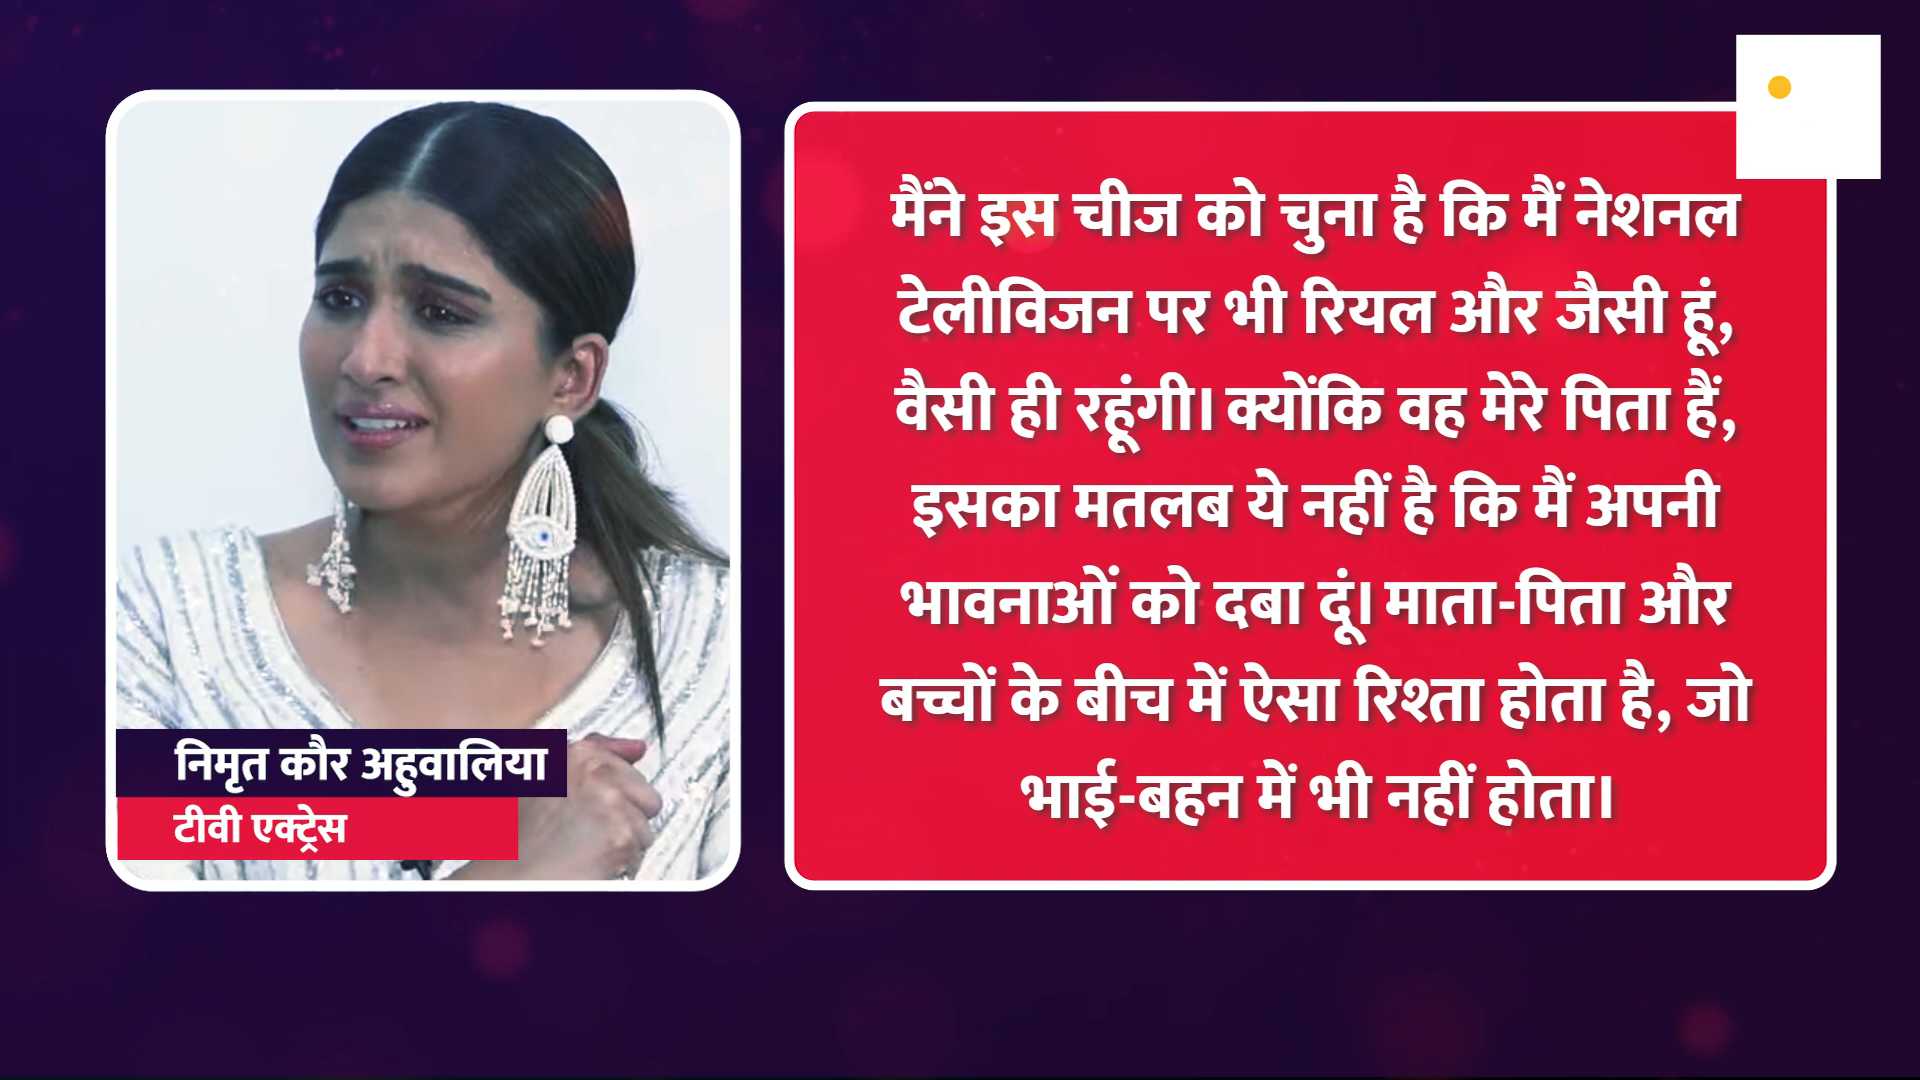 मैंने इस चीज को चुना है कि मैं नेशनल
टेलीविजन पर भी रियल और जैसी हूं,
वैसी ही रहूंगी। क्योंकि वह मेरे पिता हैं,
इसका मतलब ये नहीं है कि मैं अपनी
भावनाओं को दबा दूं। माता-पिता और
बच्चों के बीच में ऐसा रिश्ता होता है, जो
भाई-बहन में भी नहीं होता।
निमृत कौर अहुवालिया
टीवी एक्ट्रेस